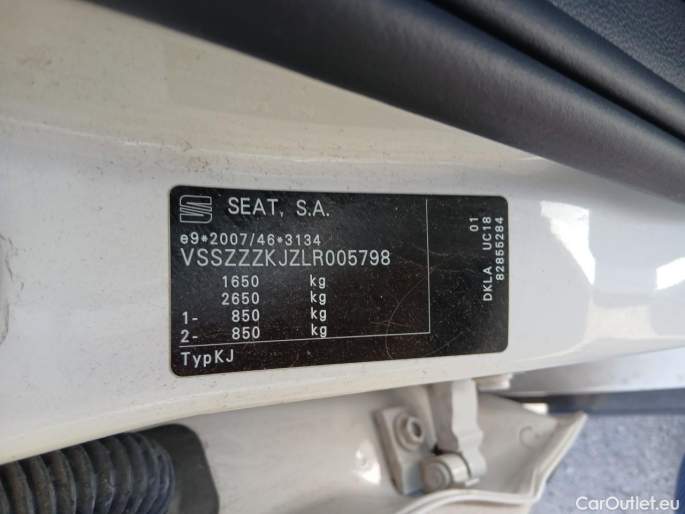 SEAT, S.A.
e9*2007/46*3134
VSSZZZKJZLR005798
1650 kg
2650 kg
1- 850 kg
2- 850 kg
TypKJ
01
DKLA UC18
82855284
CarOutlet.eu